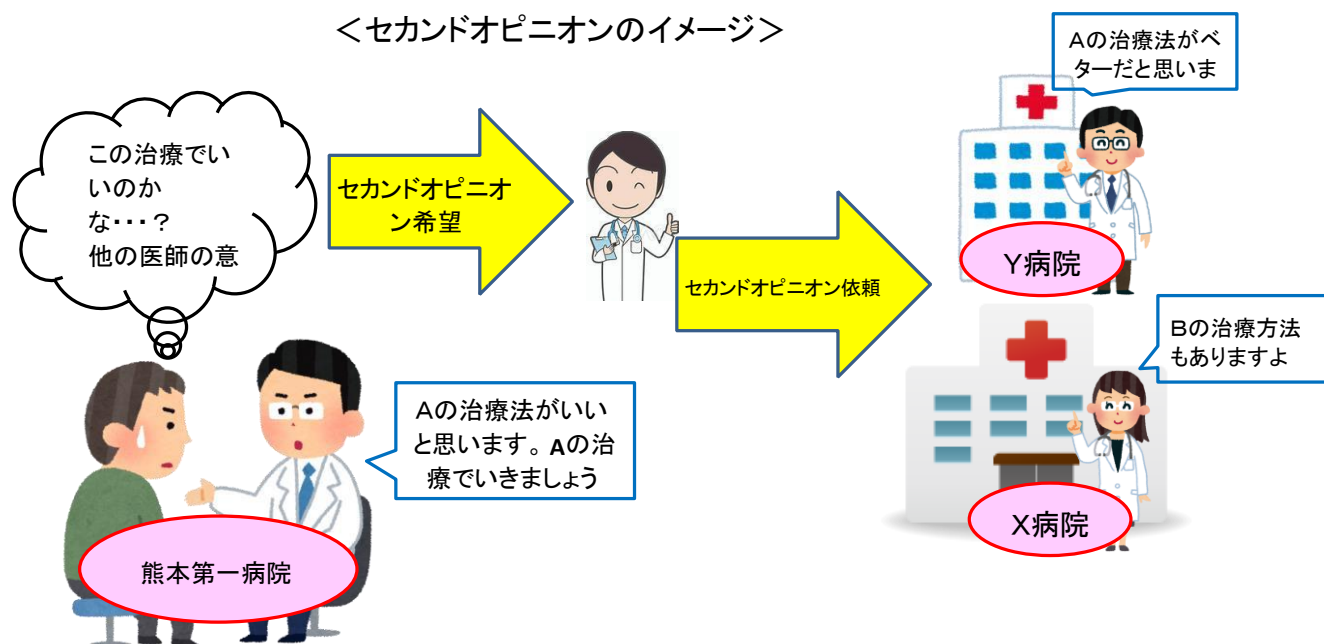 ＜セカンドオピニオンのイメージ＞
この治療でい
いのか
な・・・？
他の医師の意
セカンドオピニオ
ン希望
セカンドオピニオン依頼
Aの治療法がベ
ターだと思いま
Y病院
Bの治療方法
もありますよ
X病院
Aの治療法がいい
と思います。Aの治
療でいきましょう
熊本第一病院